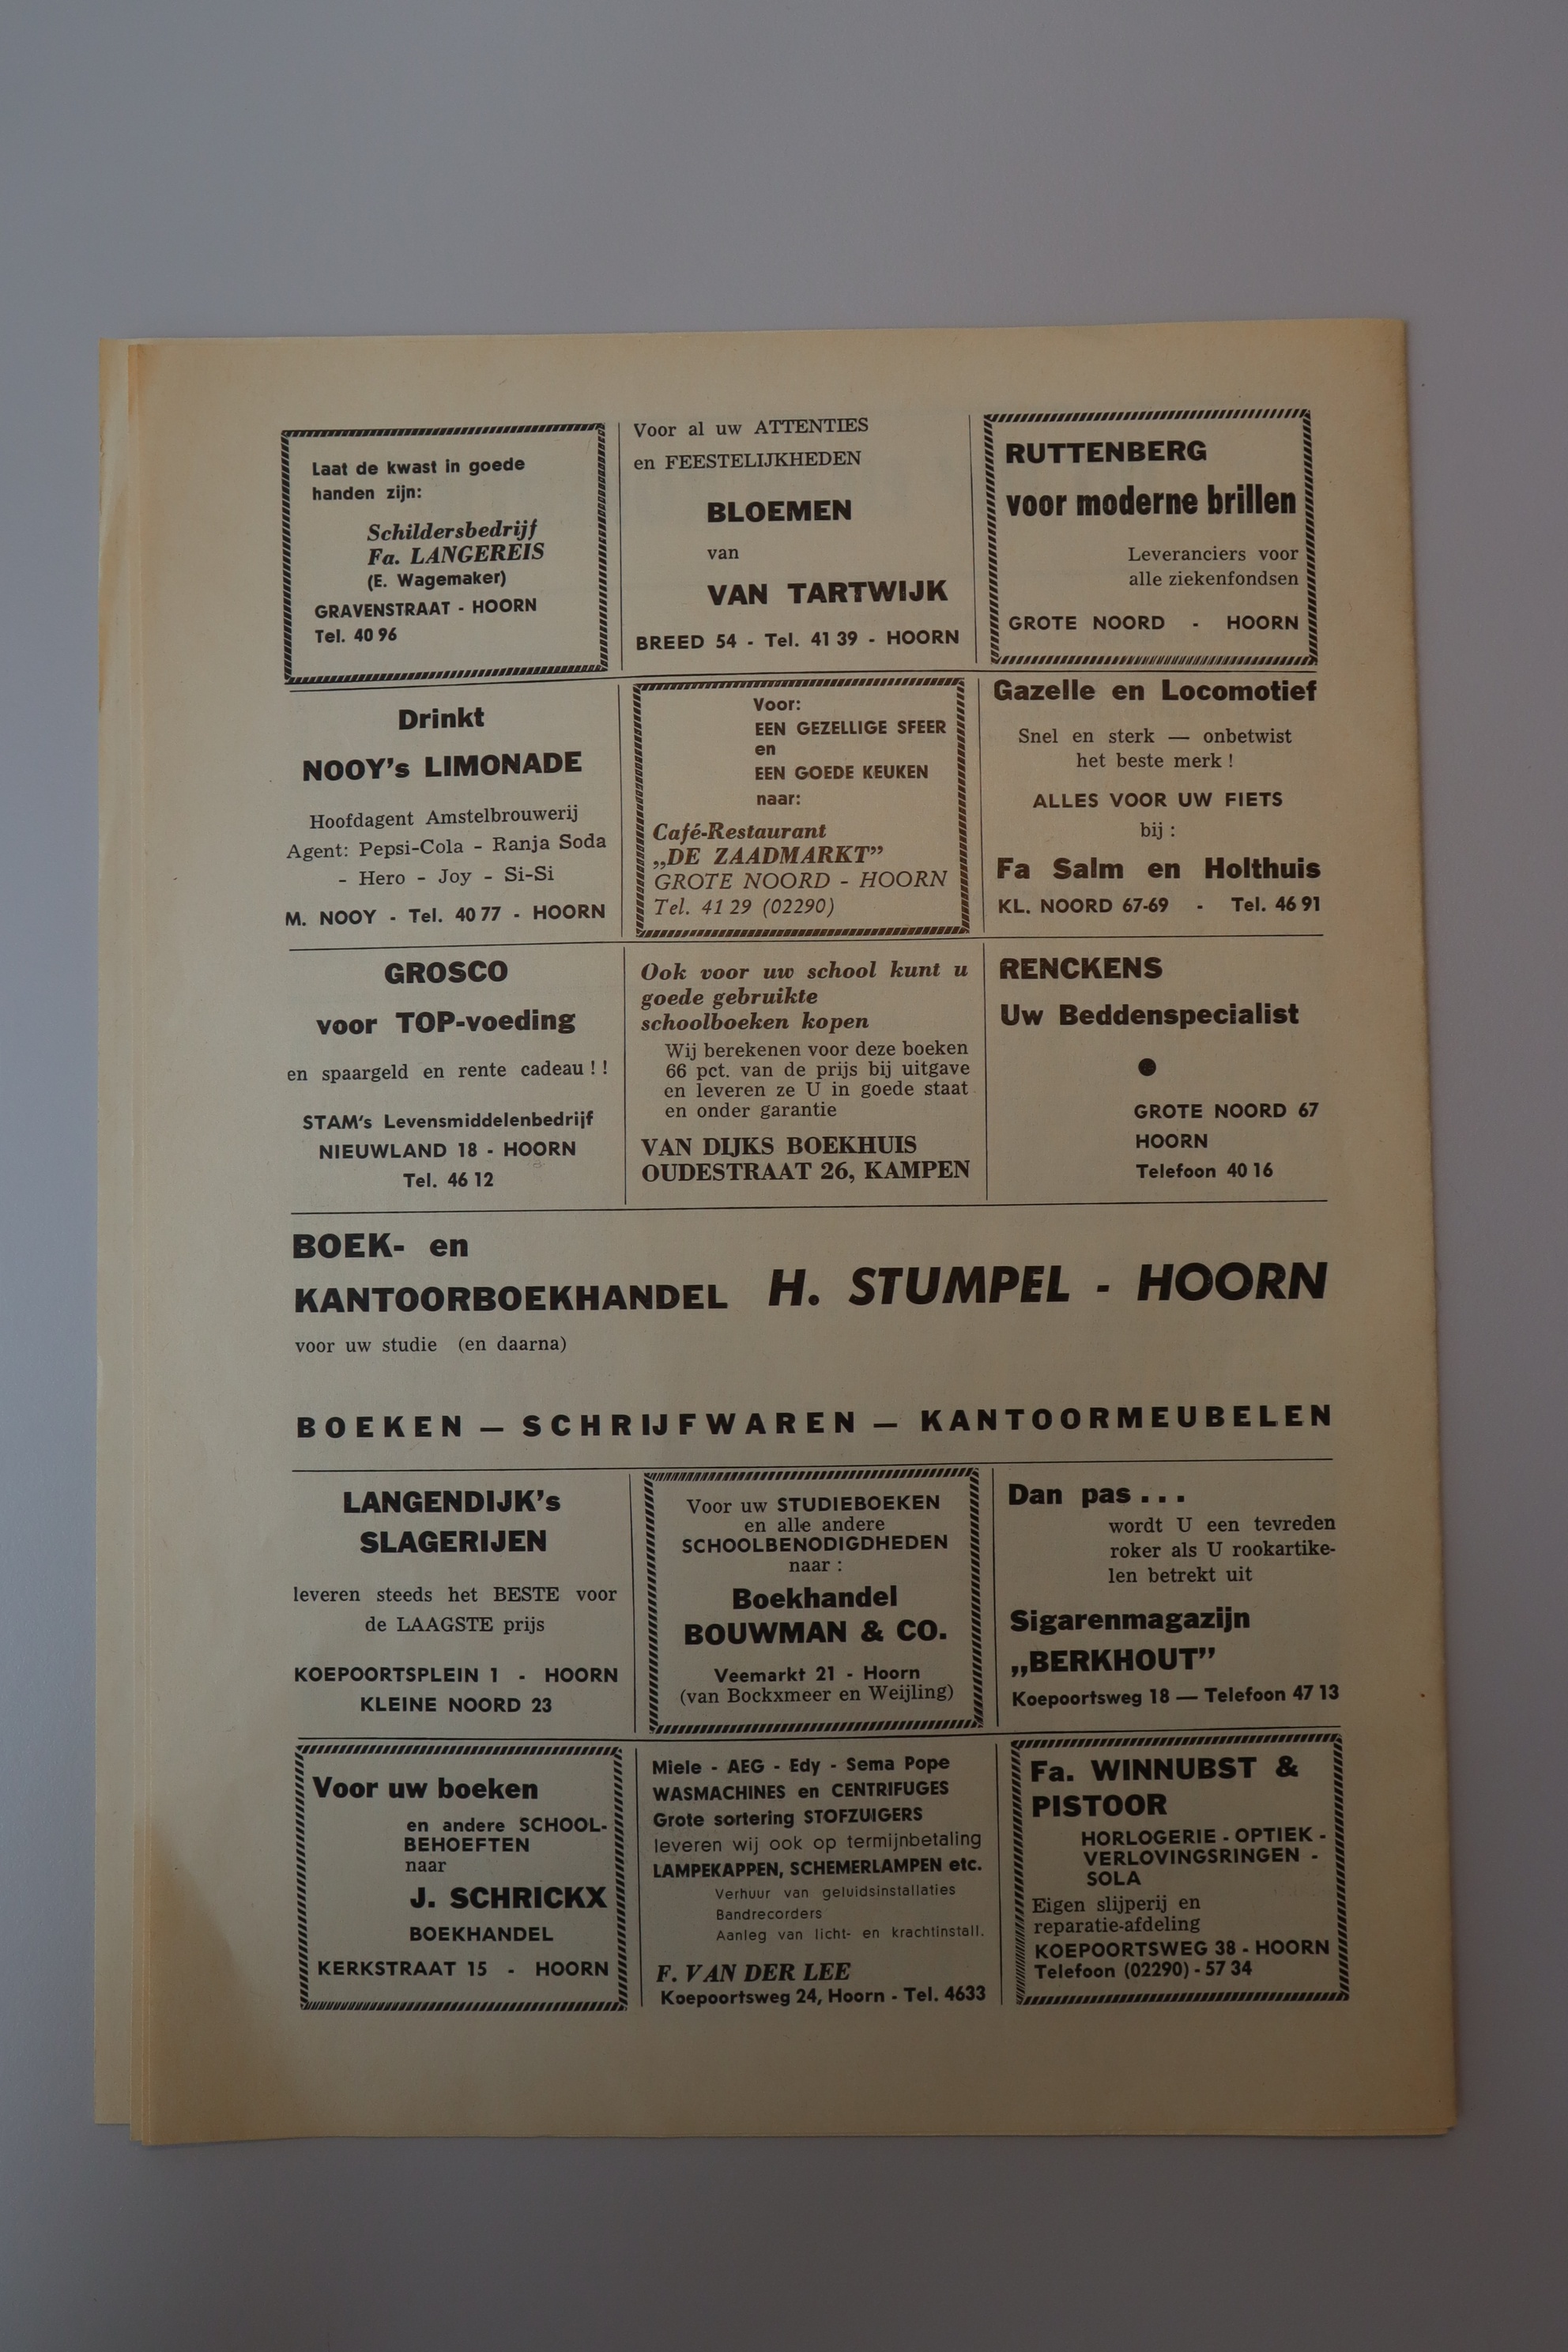 Laat de kwast in goede
handen zijn:
Schildersbedrijf
Fa. LANGEREIS
(E. Wagemaker)
GRAVENSTRAAT - HOORN
Tel. 40 96
Voor al uw ATTENTIES
en FEESTELIJKHEDEN
BLOEMEN
van
VAN TARTWIJK
BREED 54 - Tel. 41 39 - HOORN
RUTTENBERG
voor moderne brillen
Leveranciers voor
alle ziekenfondsen
GROTE NOORD - HOORN
Drinkt
NOOY's LIMONADE
Hoofdagent Amstelbrouwerij
Agent: Pepsi-Cola - Ranja Soda
- Hero - Joy - Si-Si
M. NOOY - Tel. 40 77 - HOORN
Voor:
EEN GEZELLIGE SFEER
en
EEN GOEDE KEUKEN
naar:
Café-Restaurant
„DE ZAADMARKT”
GROTE NOORD - HOORN
Tel. 41 29 (02290)
Gazelle en Locomotief
Snel en sterk — onbetwist
het beste merk !
ALLES VOOR UW FIETS
bij :
Fa Salm en Holthuis
KL. NOORD 67-69 - Tel. 46 91
GROSCO
voor TOP-voeding
en spaargeld en rente cadeau ! !
STAM's Levensmiddelenbedrijf
NIEUWLAND 18 - HOORN
Tel. 46 12
Ook voor uw school kunt u
goede gebruikte
schoolboeken kopen
Wij berekenen voor deze boeken
66 pct. van de prijs bij uitgave
en leveren ze U in goede staat
en onder garantie
VAN DIJKS BOEKHUIS
OUDESTRAAT 26, KAMPEN
RENCKENS
Uw Beddenspecialist
●
GROTE NOORD 67
HOORN
Telefoon 40 16
BOEK- en
KANTOORBOEKHANDEL H. STUMPEL - HOORN
voor uw studie (en daarna)
BOEKEN — SCHRIJFWAREN — KANTOORMEUBELEN
LANGENDIJK's
SLAGERIJEN
leveren steeds het BESTE voor
de LAAGSTE prijs
KOEPOORTSPLEIN 1 - HOORN
KLEINE NOORD 23
Voor uw STUDIEBOEKEN
en alle andere
SCHOOLBENODIGDHEDEN
naar :
Boekhandel
BOUWMAN & CO.
Veemarkt 21 - Hoorn
(van Bockxmeer en Weijling)
Dan pas . . .
wordt U een tevreden
roker als U rookartike-
len betrekt uit
Sigarenmagazijn
„BERKHOUT”
Koepoortsweg 18 — Telefoon 47 13
Voor uw boeken
en andere SCHOOL-
BEHOEFTEN
naar
J. SCHRICKX
BOEKHANDEL
KERKSTRAAT 15 - HOORN
Miele - AEG - Edy - Sema Pope
WASMACHINES en CENTRIFUGES
Grote sortering STOFZUIGERS
leveren wij ook op termijnbetaling
LAMPEKAPPEN, SCHEMERLAMPEN etc.
Verhuur van geluidsinstallaties
Bandrecorders
Aanleg van licht- en krachtinstall.
F. VAN DER LEE
Koepoortsweg 24, Hoorn - Tel. 4633
Fa. WINNUBST &
PISTOOR
HORLOGERIE - OPTIEK -
VERLOVINGSRINGEN -
SOLA
Eigen slijperij en
reparatie-afdeling
KOEPOORTSWEG 38 - HOORN
Telefoon (02290) - 57 34